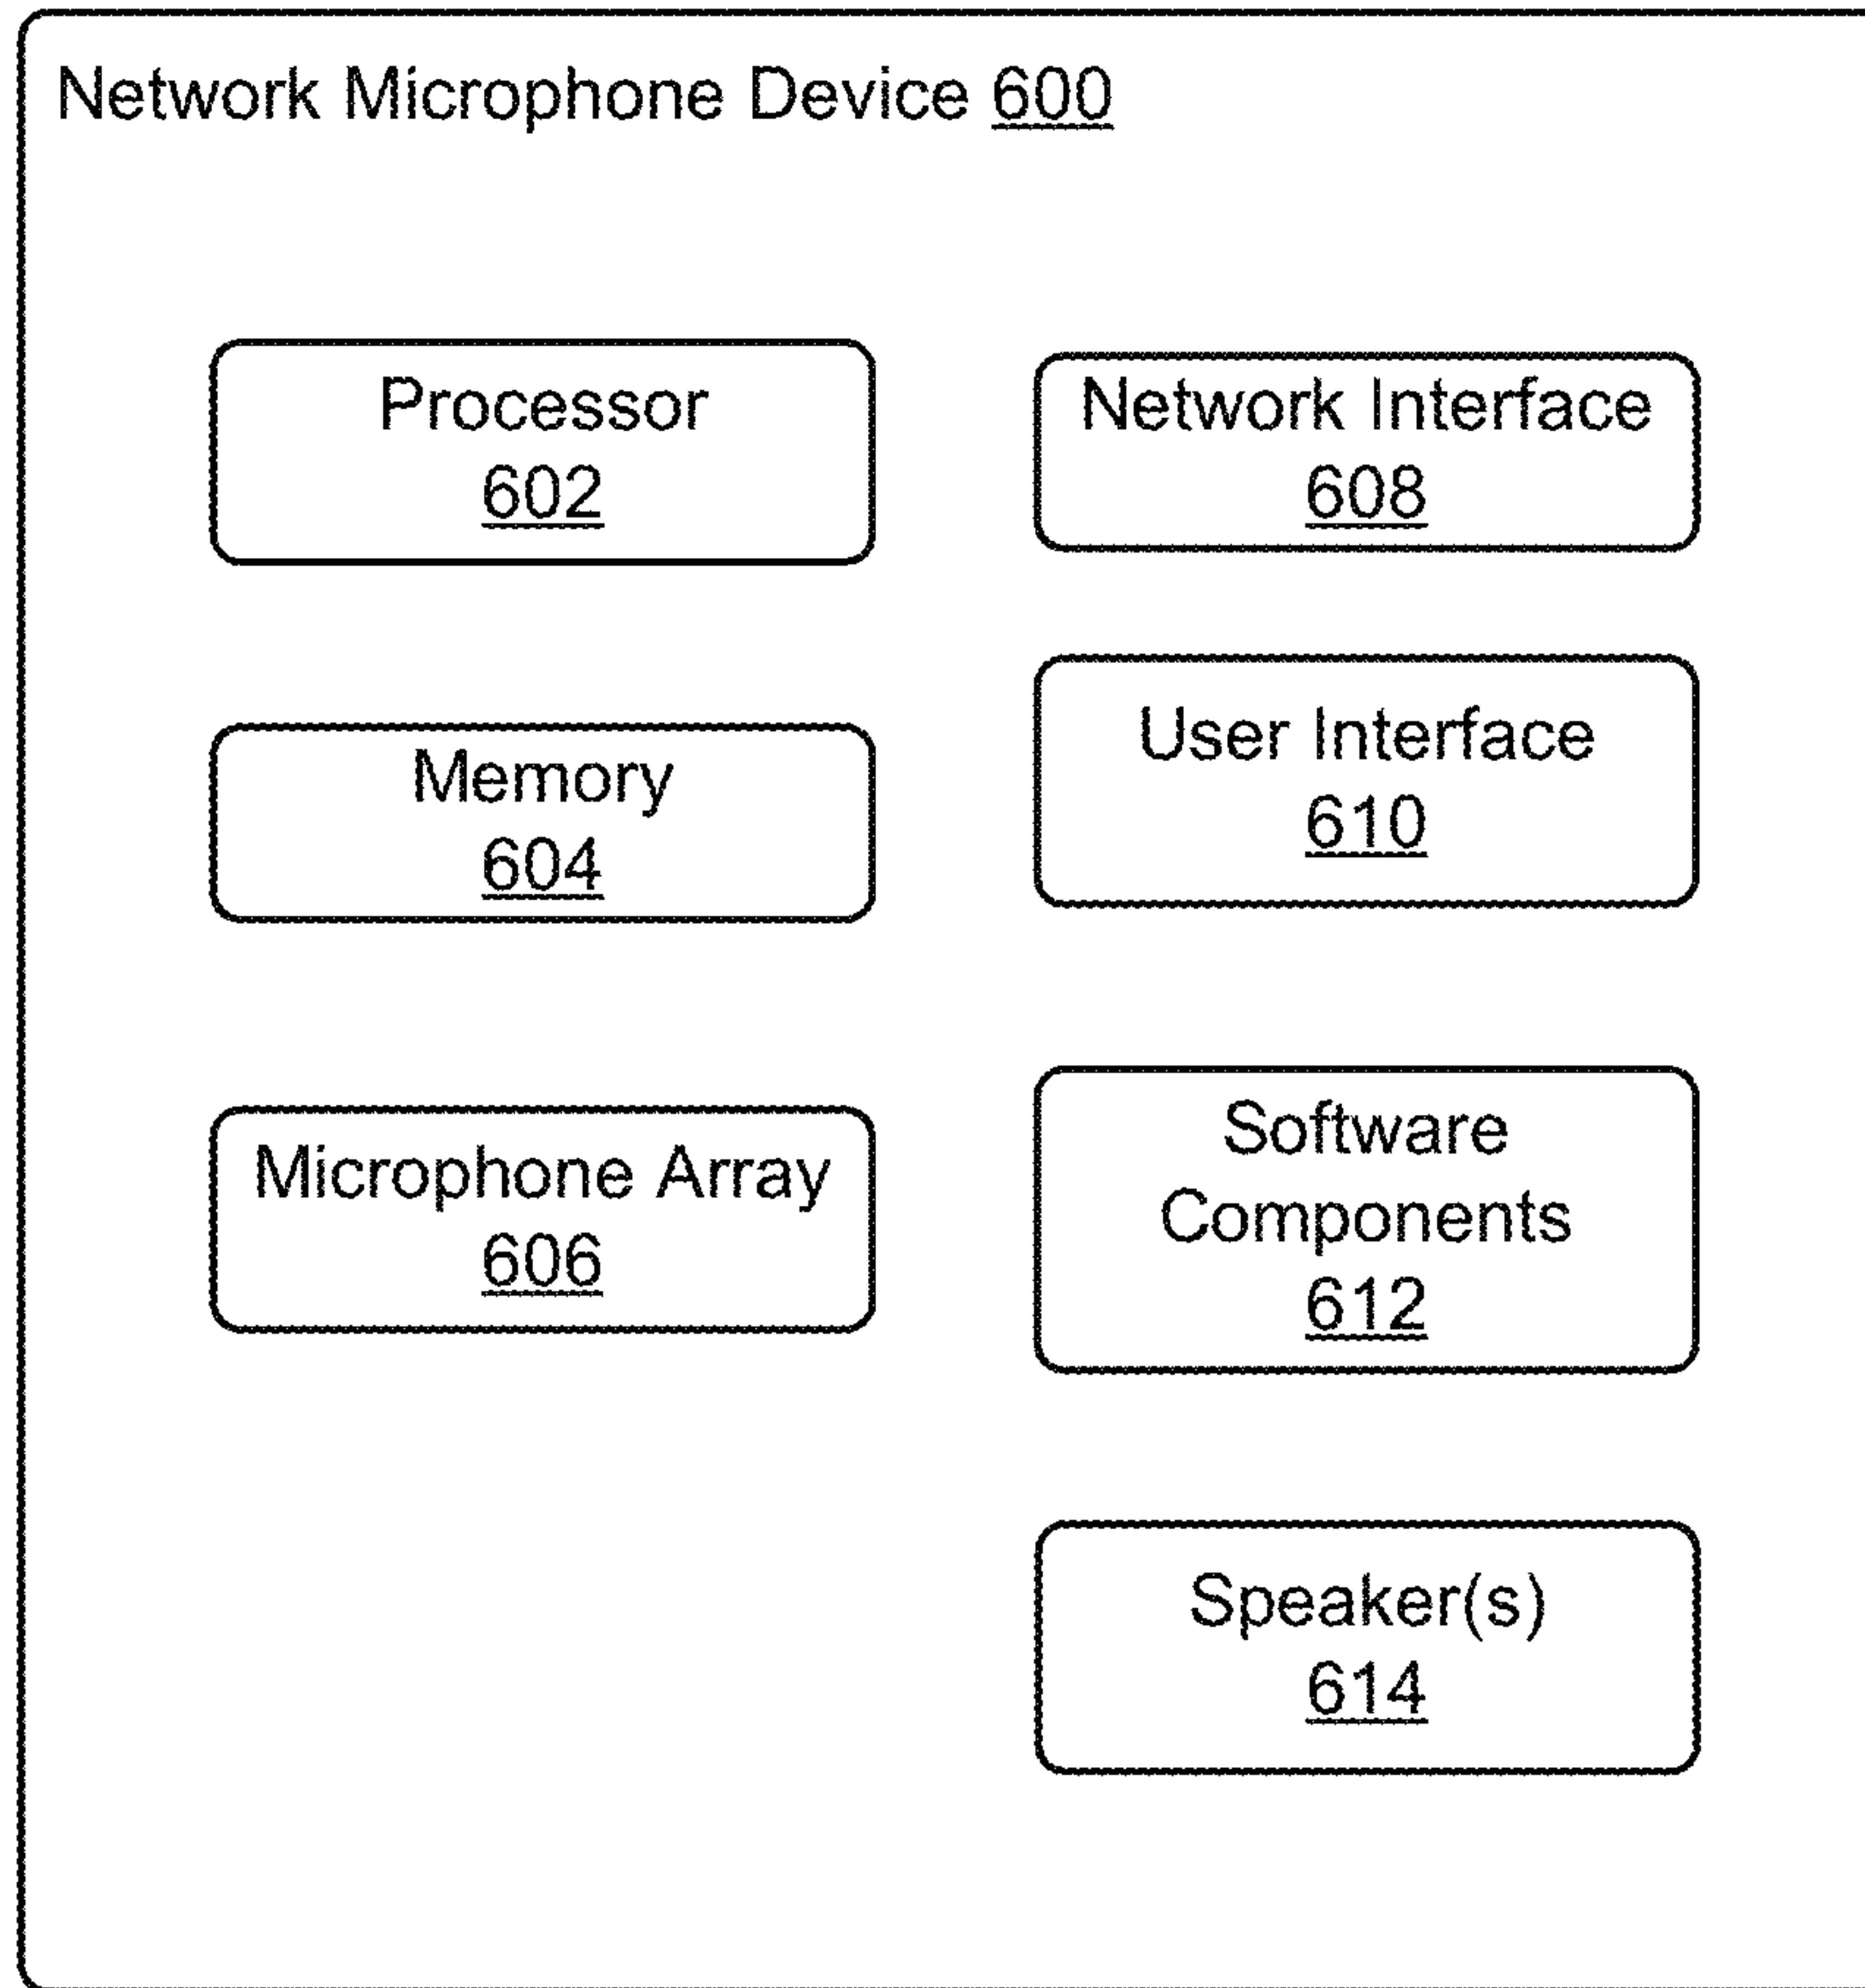 Network Microphone Device 600
Processor
602
Memory
604
Microphone Array
606
Network Interface
608
User Interface
610
Software
Components
612
Speaker(s)
614